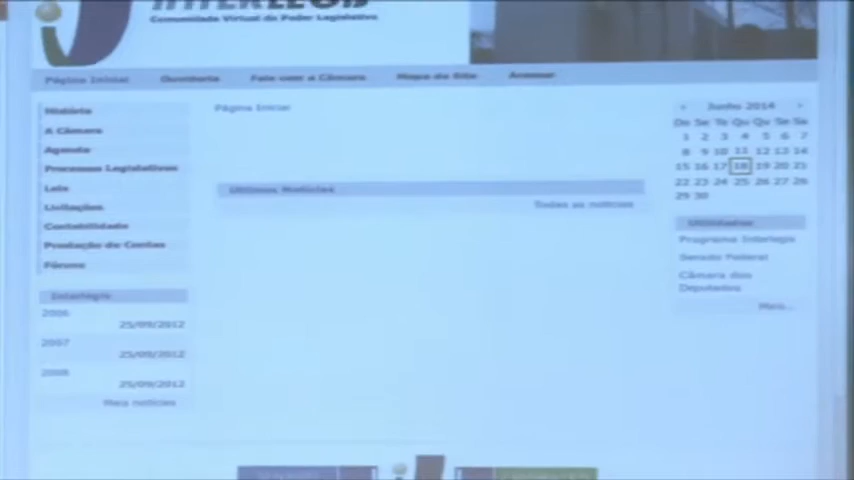 INTERLEGIS
Comunidade Virtual do Poder Legislativo
Página Inicial Ouvidoria Fale com a Câmara Mapa do Site Acessar
História
A Câmara
Agenda
Processos Legislativos
Leis
Licitações
Contabilidade
Prestação de Contas
Fóruns
2006
25/09/2012
2007
25/09/2012
2008
25/09/2012
Mais notícias
Página Inicial
Últimas Notícias
Todas as notícias
« Junho 2014 »
Do Se Te Qu Qu Se Sa
1 2 3 4 5 6 7
8 9 10 11 12 13 14
15 16 17 18 19 20 21
22 23 24 25 26 27 28
29 30
Utilidades
Programa Interlegis
Senado Federal
Câmara dos
Deputados
Mais...